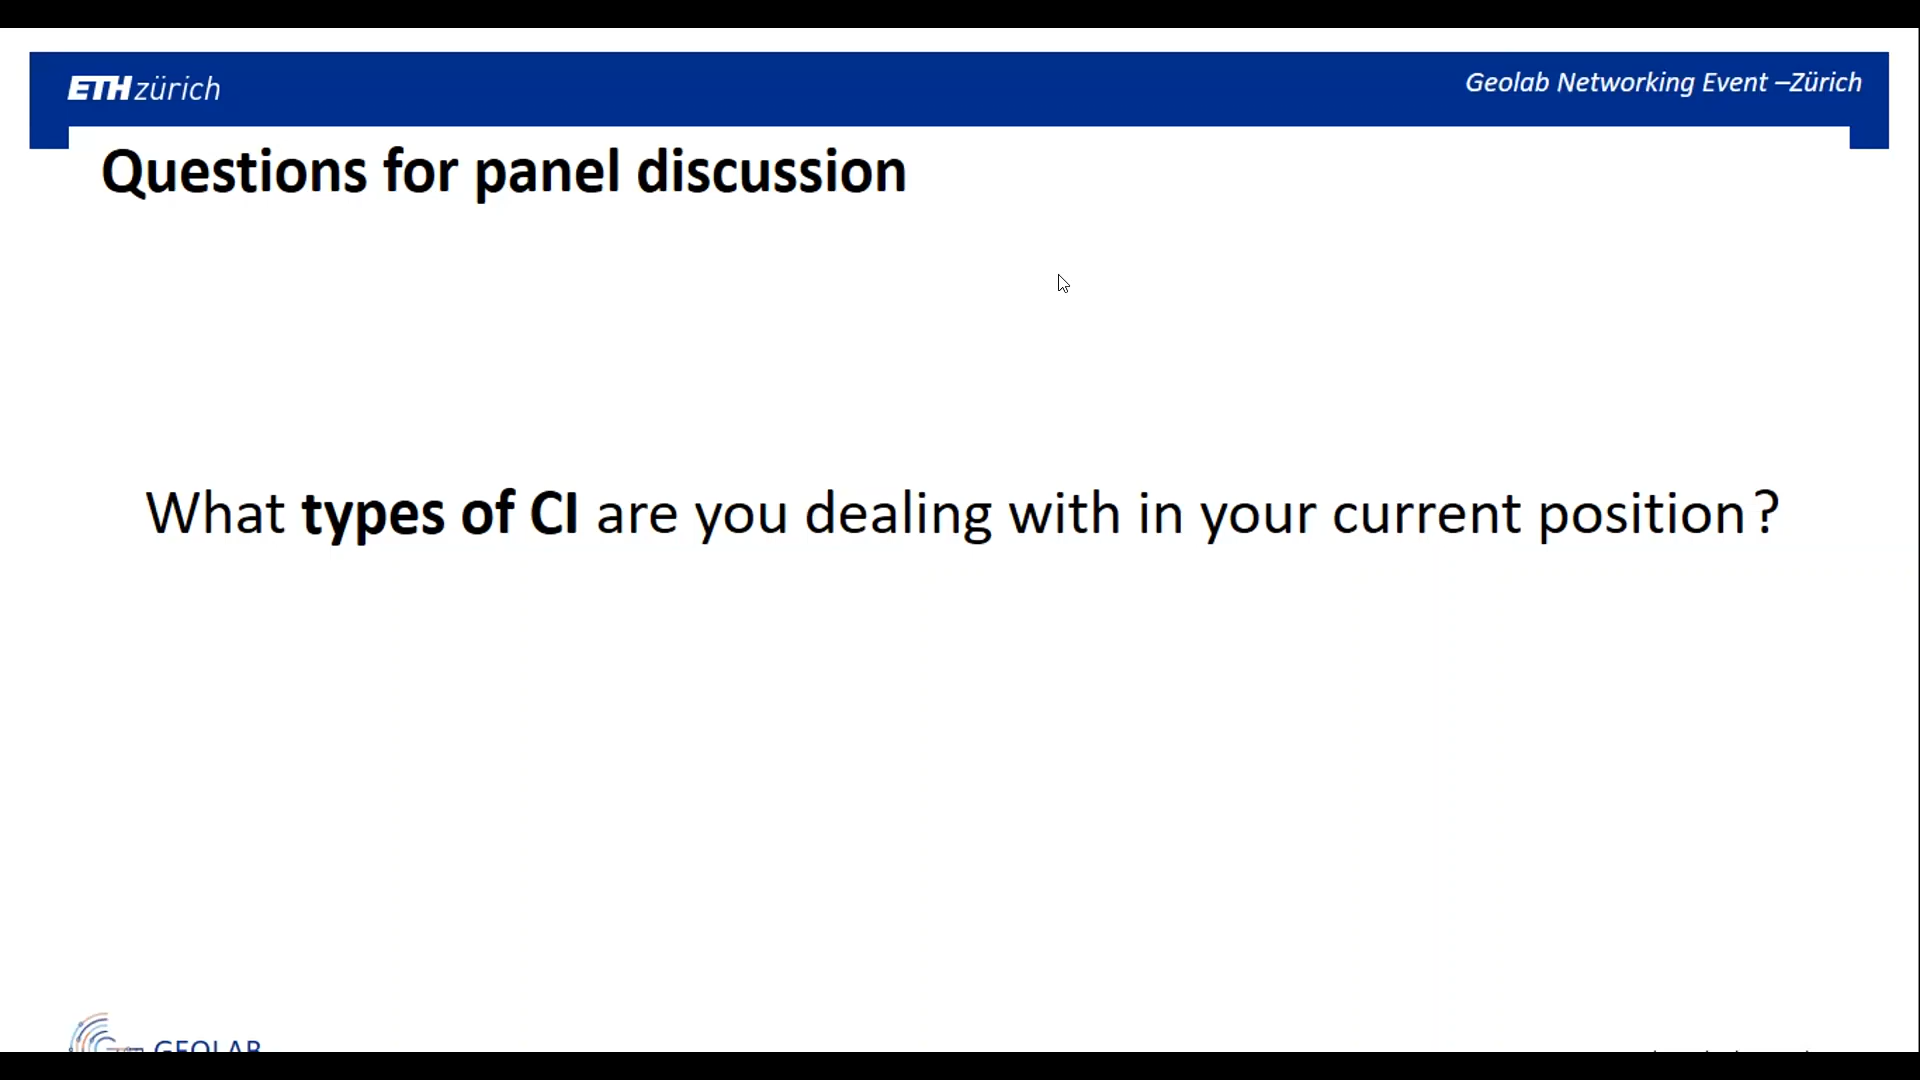 ETH zürich
Geolab Networking Event –Zürich
Questions for panel discussion
What types of CI are you dealing with in your current position?
GEOLAB